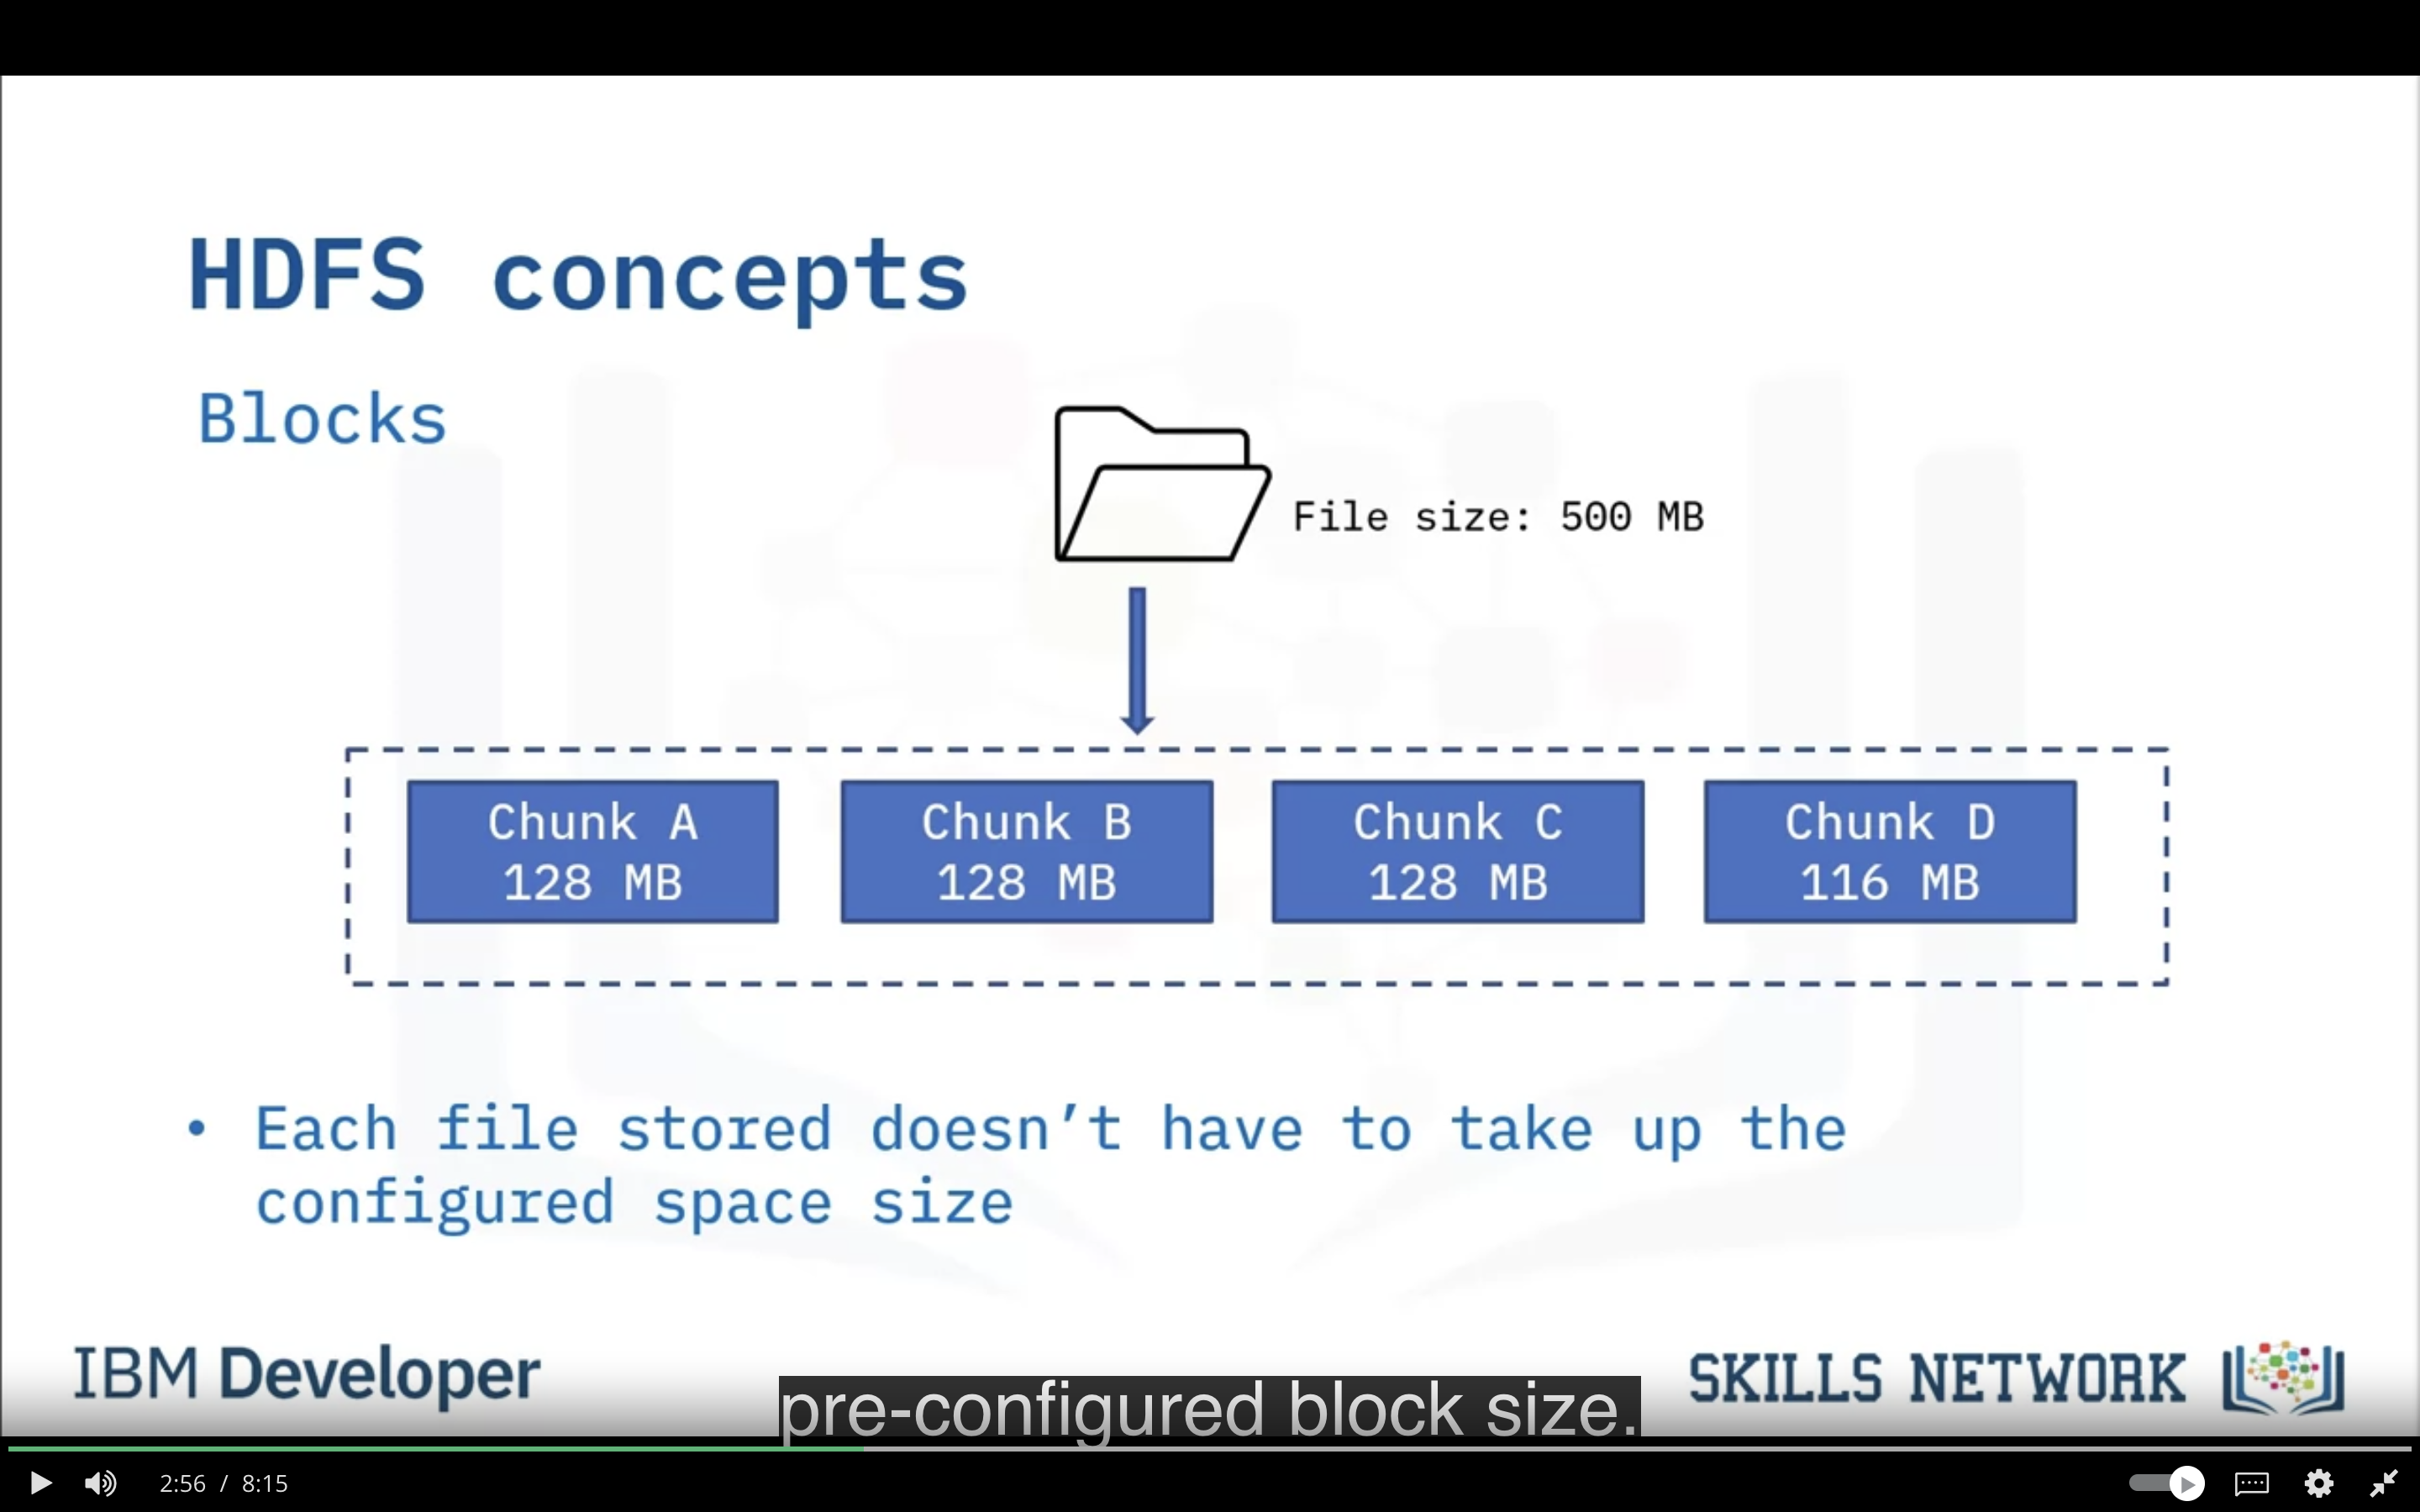 HDFS concepts
Blocks
File size: 500 MB
Chunk A
128 MB
Chunk B
128 MB
Chunk C
128 MB
Chunk D
116 MB
• Each file stored doesn’t have to take up the
configured space size
IBM Developer
SKILLS NETWORK
pre-configured block size.
2:56 / 8:15